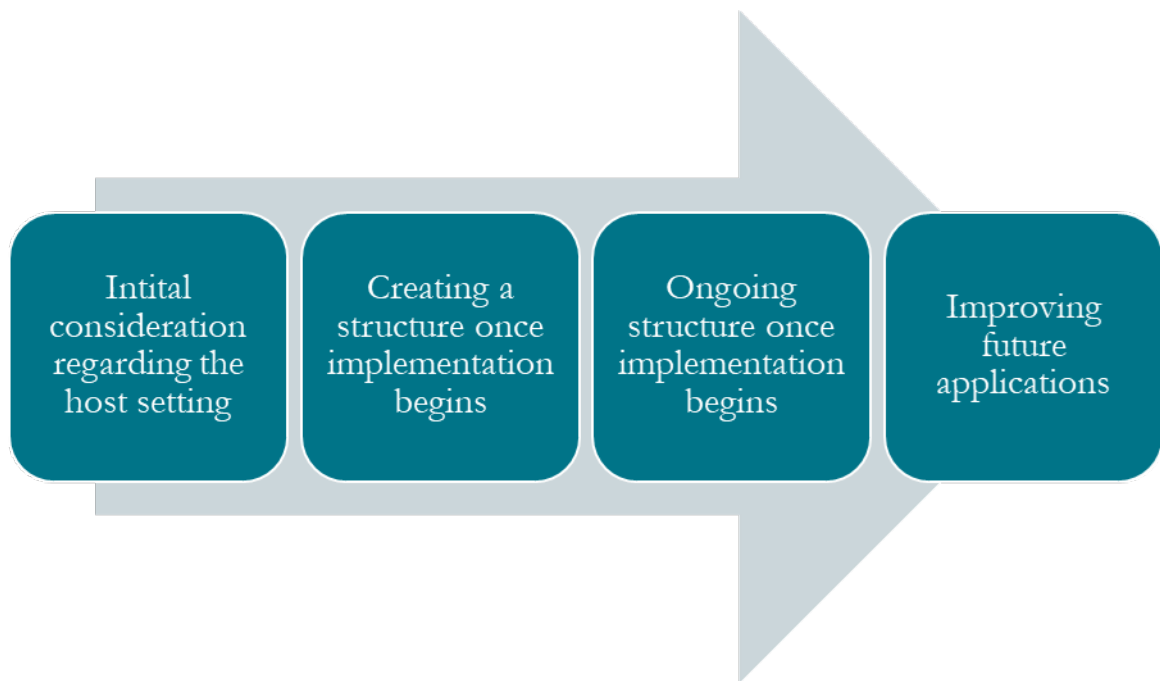 Intital
consideration
regarding the
host setting
Creating a
structure once
implementation
begins
Ongoing
structure once
implementation
begins
Improving
future
applications